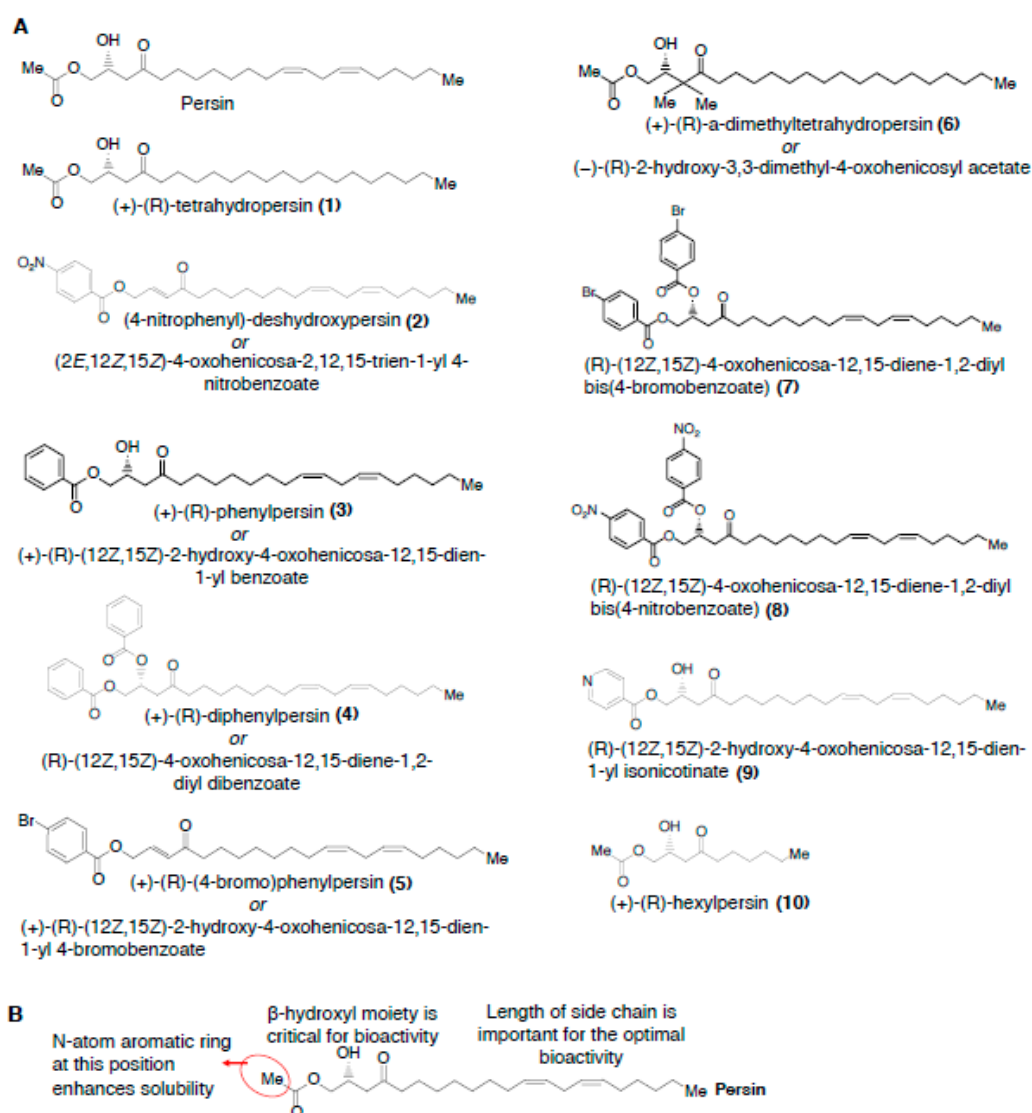 A
OH
O
Me
O
O
Me
Persin
OH
O
Me
O
O
Me
(+)-(R)-tetrahydropersin (1)
O2N
O
O
O
Me
(4-nitrophenyl)-deshydroxypersin (2)
or
(2E,12Z,15Z)-4-oxohenicosa-2,12,15-trien-1-yl 4-
nitrobenzoate
OH
O
O
O
Me
(+)-(R)-phenylpersin (3)
or
(+)-(R)-(12Z,15Z)-2-hydroxy-4-oxohenicosa-12,15-dien-
1-yl benzoate
O
O
O
O
O
Me
(+)-(R)-diphenylpersin (4)
or
(R)-(12Z,15Z)-4-oxohenicosa-12,15-diene-1,2-
diyl dibenzoate
Br
O
O
O
Me
(+)-(R)-(4-bromo)phenylpersin (5)
or
(+)-(R)-(12Z,15Z)-2-hydroxy-4-oxohenicosa-12,15-dien-
1-yl 4-bromobenzoate
OH
O
Me
O
O
Me
Me
Me
(+)-(R)-a-dimethyltetrahydropersin (6)
or
(−)-(R)-2-hydroxy-3,3-dimethyl-4-oxohenicosyl acetate
Br
O
O
O
Br
O
O
Me
(R)-(12Z,15Z)-4-oxohenicosa-12,15-diene-1,2-diyl
bis(4-bromobenzoate) (7)
NO2
O
O
O
O2N
O
O
Me
(R)-(12Z,15Z)-4-oxohenicosa-12,15-diene-1,2-diyl
bis(4-nitrobenzoate) (8)
N
OH
O
O
O
Me
(R)-(12Z,15Z)-2-hydroxy-4-oxohenicosa-12,15-dien-
1-yl isonicotinate (9)
OH
O
Me
O
O
Me
(+)-(R)-hexylpersin (10)
B
N-atom aromatic ring
at this position
enhances solubility
β-hydroxyl moiety is
critical for bioactivity
Length of side chain is
important for the optimal
bioactivity
OH
O
Me
O
O
Me Persin